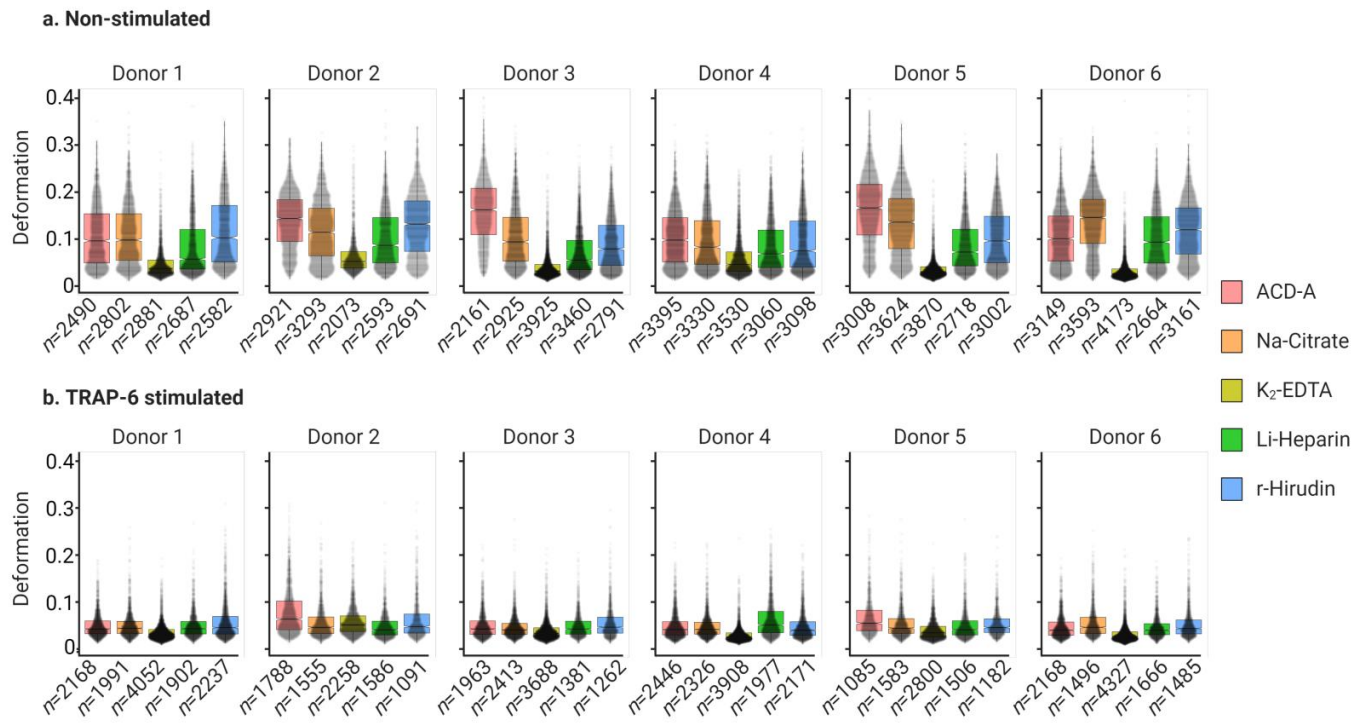 a. Non-stimulated
Donor 1 Donor 2 Donor 3 Donor 4 Donor 5 Donor 6
Deformation
0.4
0.3
0.2
0.1
0
n=2490 n=2802 n=2881 n=2687 n=2582 n=2921 n=3293 n=2073 n=2593 n=2691 n=2161 n=2925 n=3925 n=3460 n=2791 n=3395 n=3330 n=3530 n=3060 n=3098 n=3008 n=3624 n=3870 n=2718 n=3002 n=3149 n=3593 n=4173 n=2664 n=3161
ACD-A
Na-Citrate
K₂-EDTA
Li-Heparin
r-Hirudin
b. TRAP-6 stimulated
Donor 1 Donor 2 Donor 3 Donor 4 Donor 5 Donor 6
Deformation
0.4
0.3
0.2
0.1
0
n=2168 n=1991 n=4052 n=1902 n=2237 n=1788 n=1555 n=2258 n=1586 n=1091 n=1963 n=2413 n=3688 n=1381 n=1262 n=2446 n=2326 n=3908 n=1977 n=2171 n=1085 n=1583 n=2800 n=1506 n=1182 n=2168 n=1496 n=4327 n=1666 n=1485